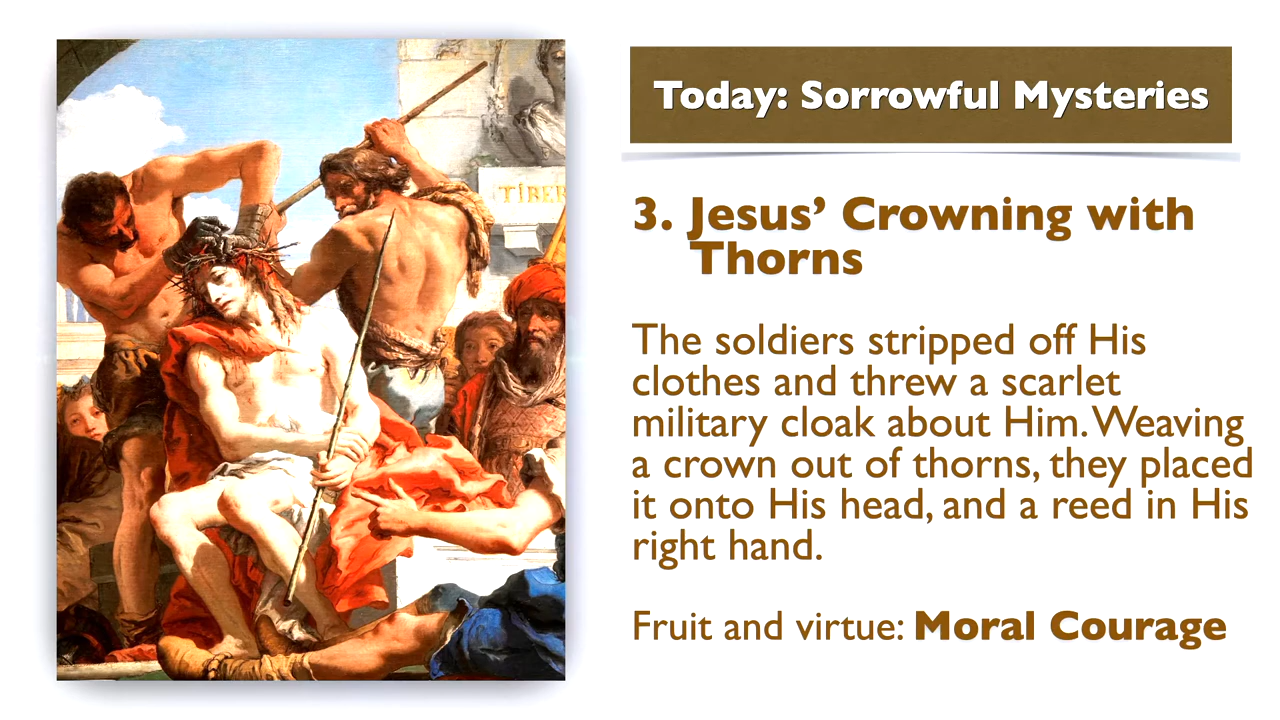 TIBER
Today: Sorrowful Mysteries
3. Jesus’ Crowning with
Thorns
The soldiers stripped off His
clothes and threw a scarlet
military cloak about Him. Weaving
a crown out of thorns, they placed
it onto His head, and a reed in His
right hand.
Fruit and virtue: Moral Courage